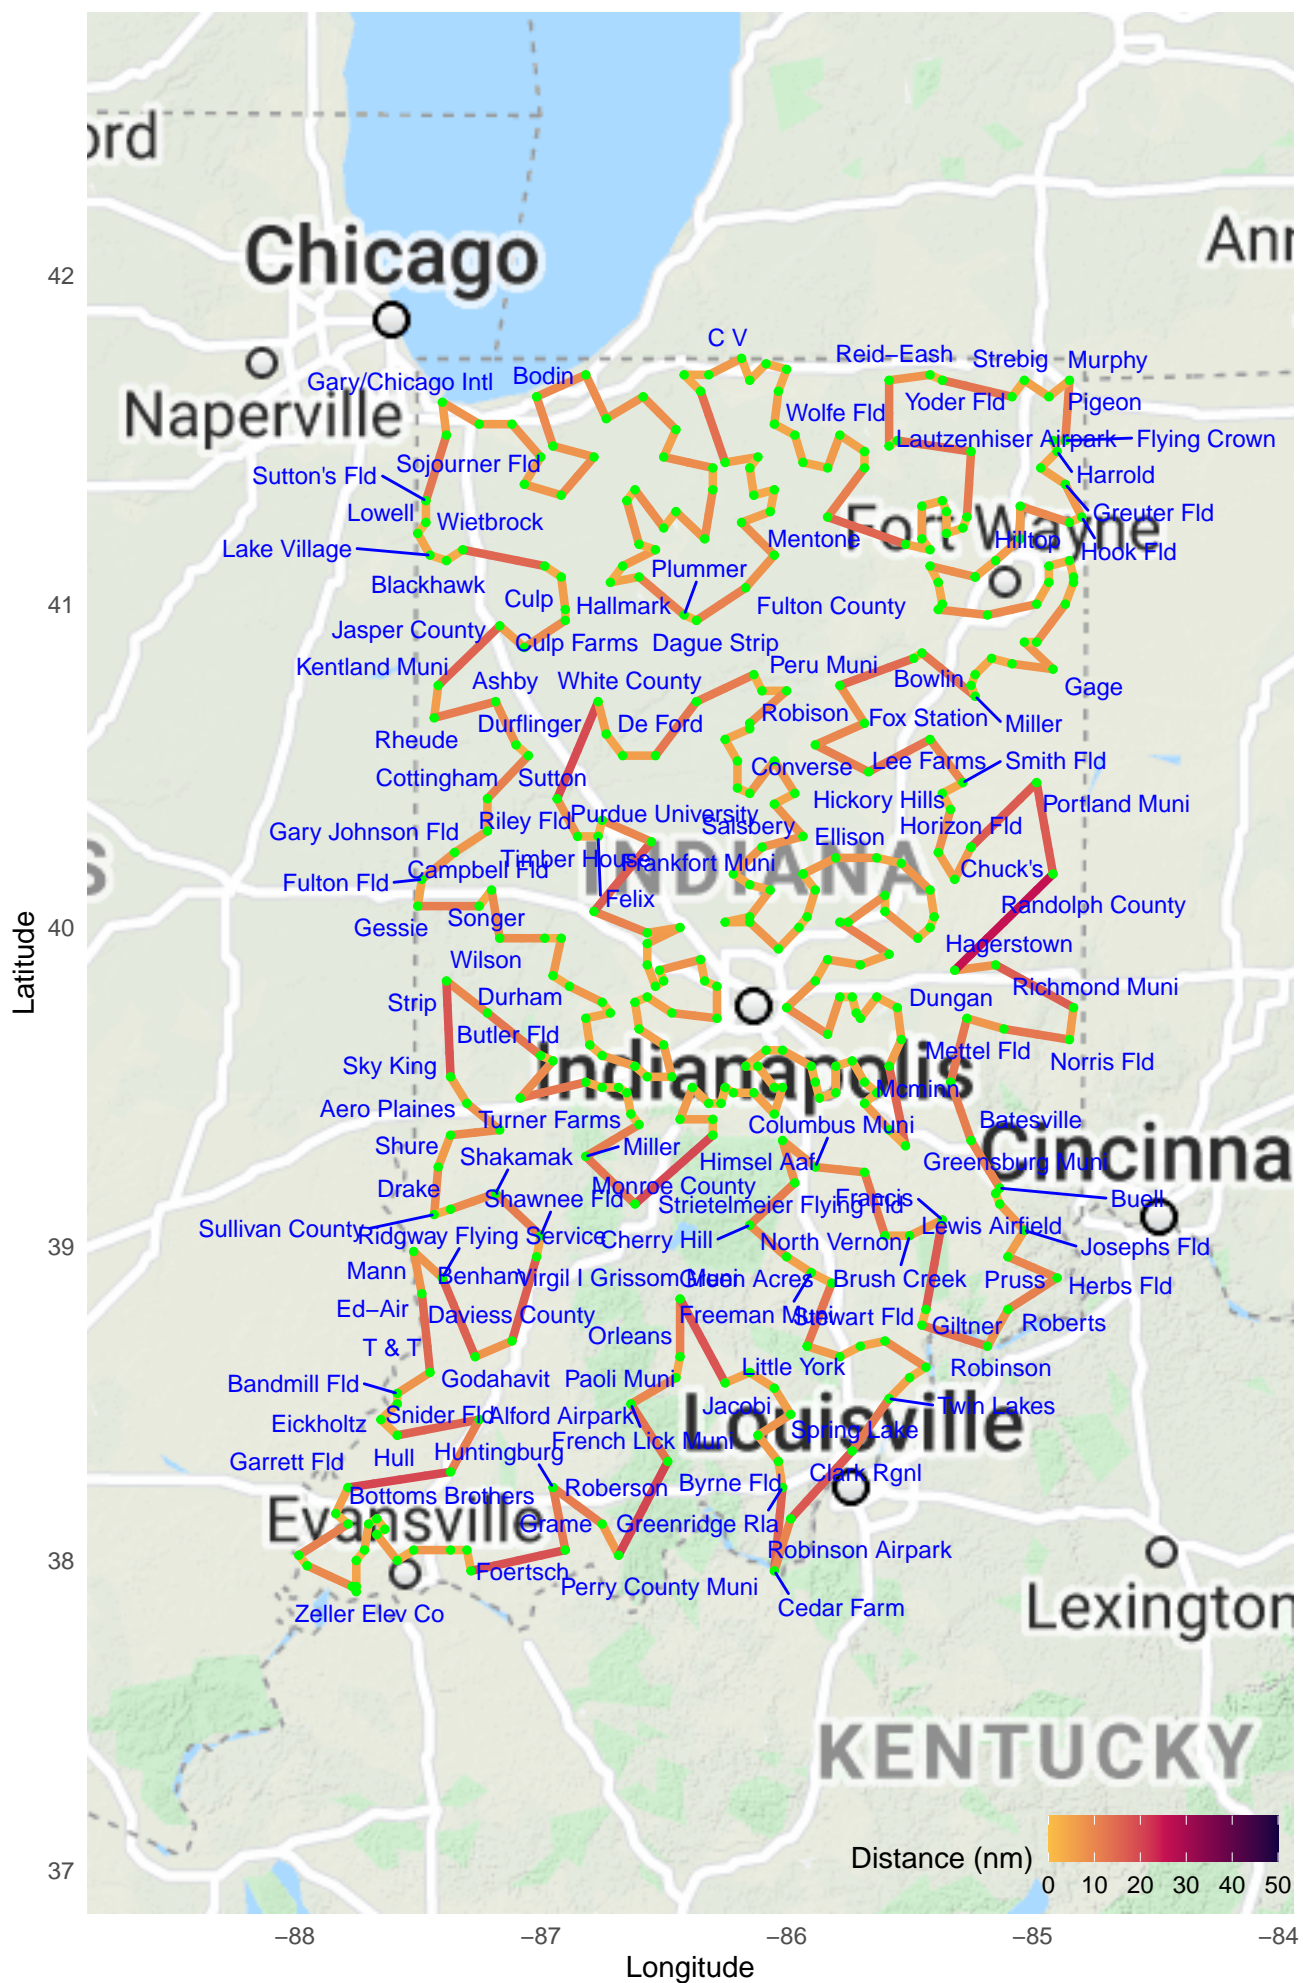 ord
Ann
42
Chicago
C V
Reid−Eash
Strebig
Murphy
Gary/Chicago Intl
Bodin
Naperville
Yoder Fld
Pigeon
Wolfe Fld
Lautzenhiser Airpark
Flying Crown
Sutton's Fld
Sojourner Fld
Harrold
Lowell
Wietbrock
Greuter Fld
Fort Wayne
Lake Village
Mentone
Hilltop
Hook Fld
Plummer
Blackhawk
41
Culp
Hallmark
Fulton County
Jasper County
Culp Farms
Dague Strip
Kentland Muni
Ashby
White County
Peru Muni
Bowlin
Gage
Durflinger
De Ford
Robison
Fox Station
Miller
Rheude
Cottingham
Sutton
Converse
Lee Farms
Smith Fld
Hickory Hills
Portland Muni
Gary Johnson Fld
Riley Fld
Purdue University
Salsbery
Ellison
Horizon Fld
Timber House
Frankfort Muni
INDIANA
S
Fulton Fld
Campbell Fld
Chuck's
Felix
Randolph County
40
Gessie
Songer
Hagerstown
Latitude
Wilson
Richmond Muni
Strip
Durham
Dungan
Butler Fld
Mettel Fld
Norris Fld
Sky King
Indianapolis
Mcminn
Aero Plaines
Turner Farms
Columbus Muni
Batesville
Shure
Miller
Cincinna
Shakamak
Himsel Aaf
Greensburg Muni
Drake
Shawnee Fld
Monroe County
Strietelmeier Flying Fld
Francis
Buell
Sullivan County
Ridgway Flying Service
Cherry Hill
North Vernon
Lewis Airfield
Josephs Fld
39
Mann
Benham
Virgil I Grissom Muni
Green Acres
Brush Creek
Pruss
Herbs Fld
Ed−Air
Daviess County
Freeman Muni
Stewart Fld
Giltner
Roberts
T & T
Orleans
Bandmill Fld
Godahavit
Paoli Muni
Little York
Robinson
Eickholtz
Snider Fld
Alford Airpark
Jacobi
Twin Lakes
Louisville
Garrett Fld
Hull
Huntingburg
French Lick Muni
Spring Lake
Bottoms Brothers
Roberson
Byrne Fld
Clark Rgnl
Evansville
Grame
Greenridge Rla
38
Robinson Airpark
Foertsch
Perry County Muni
Zeller Elev Co
Cedar Farm
Lexington
KENTUCKY
Distance (nm)
0 10 20 30 40 50
37
−88 −87 −86 −85 −84
Longitude